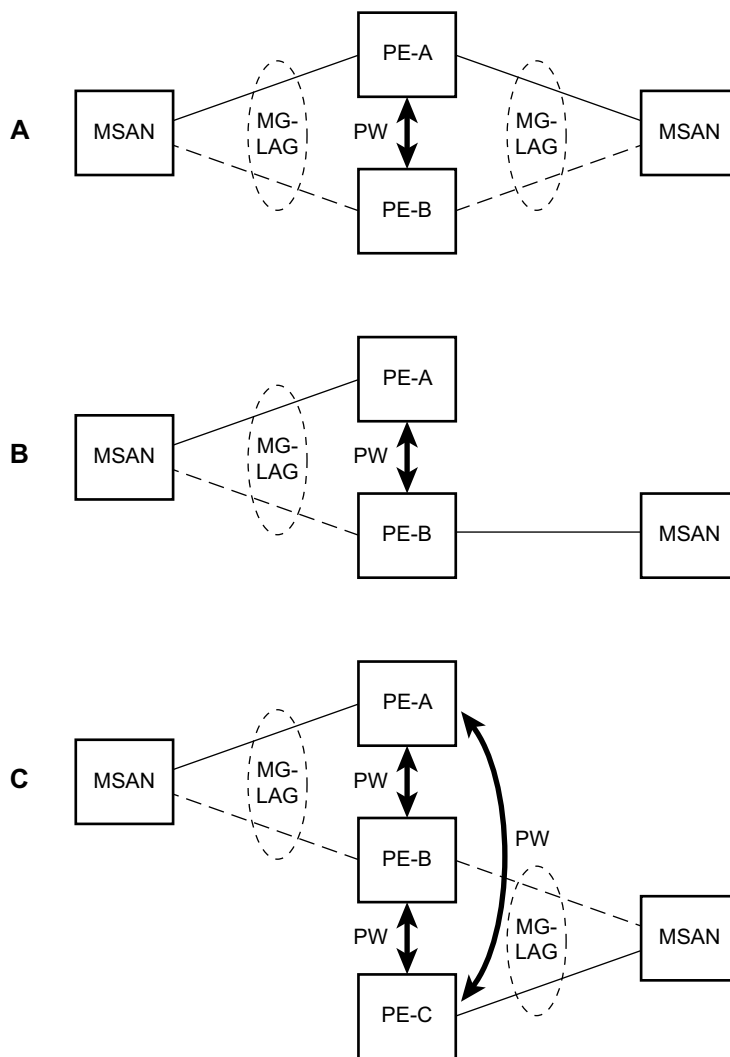 PE-A
MSAN
MG-
LAG
PW
MG-
LAG
MSAN
A
PE-B
PE-A
MSAN
MG-
LAG
PW
B
PE-B
MSAN
PE-A
MSAN
MG-
LAG
PW
C
PW
PE-B
PW
MG-
LAG
MSAN
PE-C